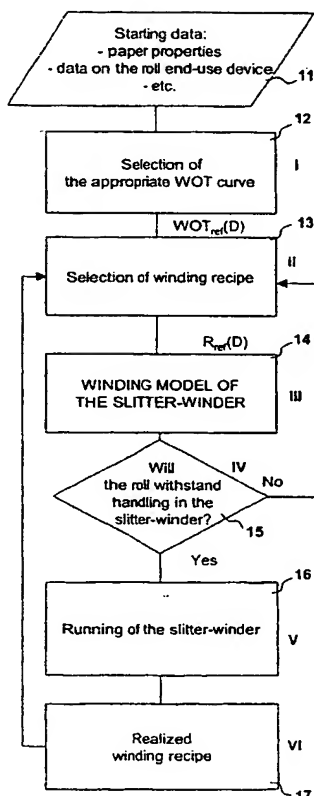 Starting data:
- paper properties
- data on the roll end-use device
- etc.
11
12
Selection of
the appropriate WOT curve
I
WOTref(D)
13
Selection of winding recipe
II
Rref(D)
14
WINDING MODEL OF
THE SLITTER-WINDER
III
Will
the roll withstand
handling in the
slitter-winder?
IV
No
15
Yes
16
Running of the slitter-winder
V
Realized
winding recipe
VI
17